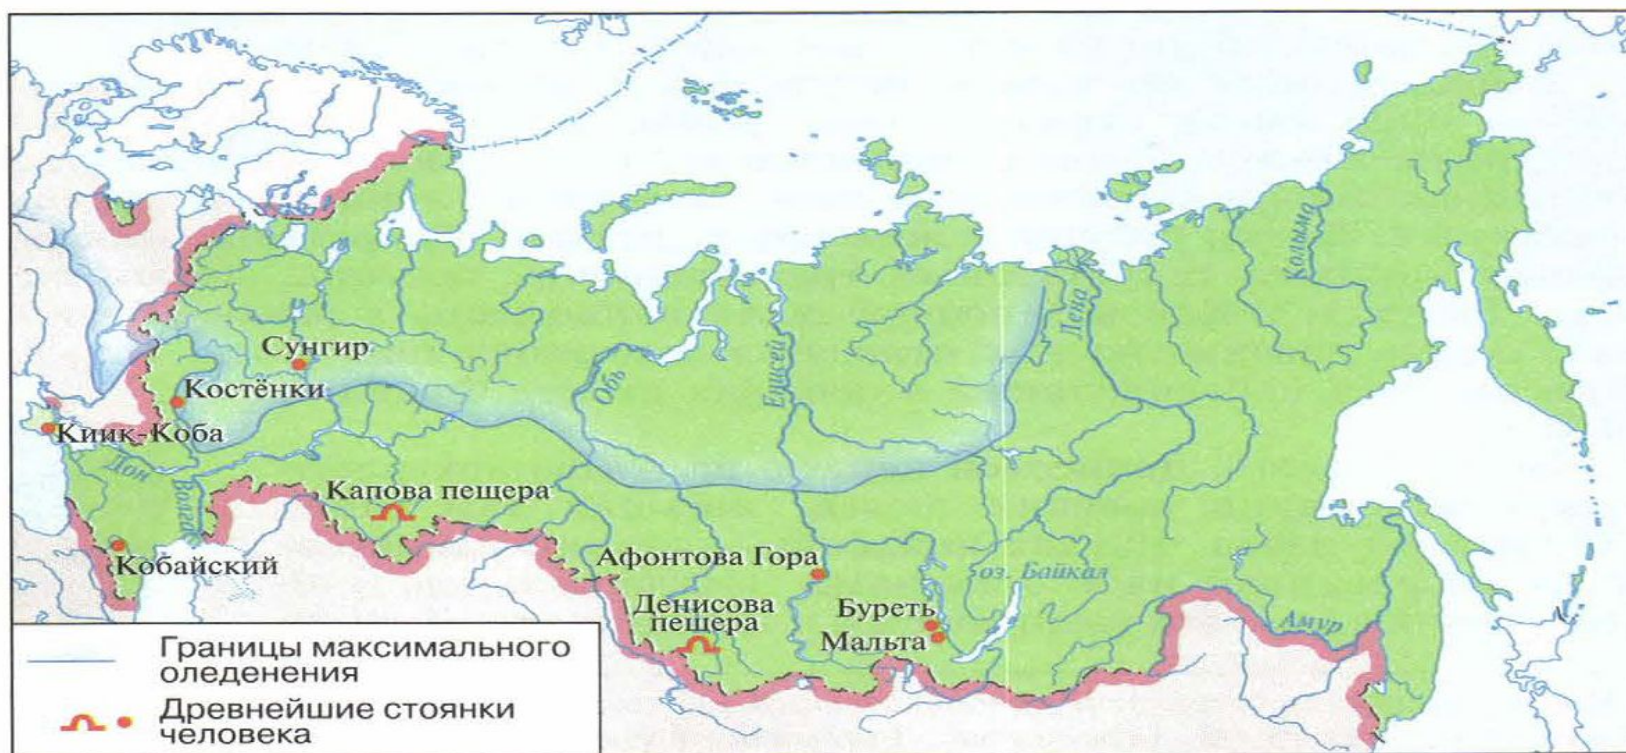 Сунгир
Костёнки
Киик-Коба
Дон
Волга
Капова пещера
Кобайский
Обь
Енисей
Лена
Колыма
Афонтова Гора
Денисова
пещера
Буреть
Мальта
оз. Байкал
Амур
Границы максимального
оледенения
Древнейшие стоянки
человека